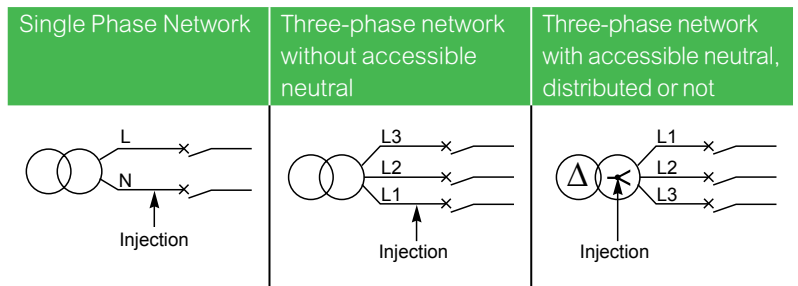 Single Phase Network
Three-phase network
without accessible
neutral
Three-phase network
with accessible neutral,
distributed or not
L
N
Injection
L3
L2
L1
Injection
Δ
L1
L2
L3
Injection